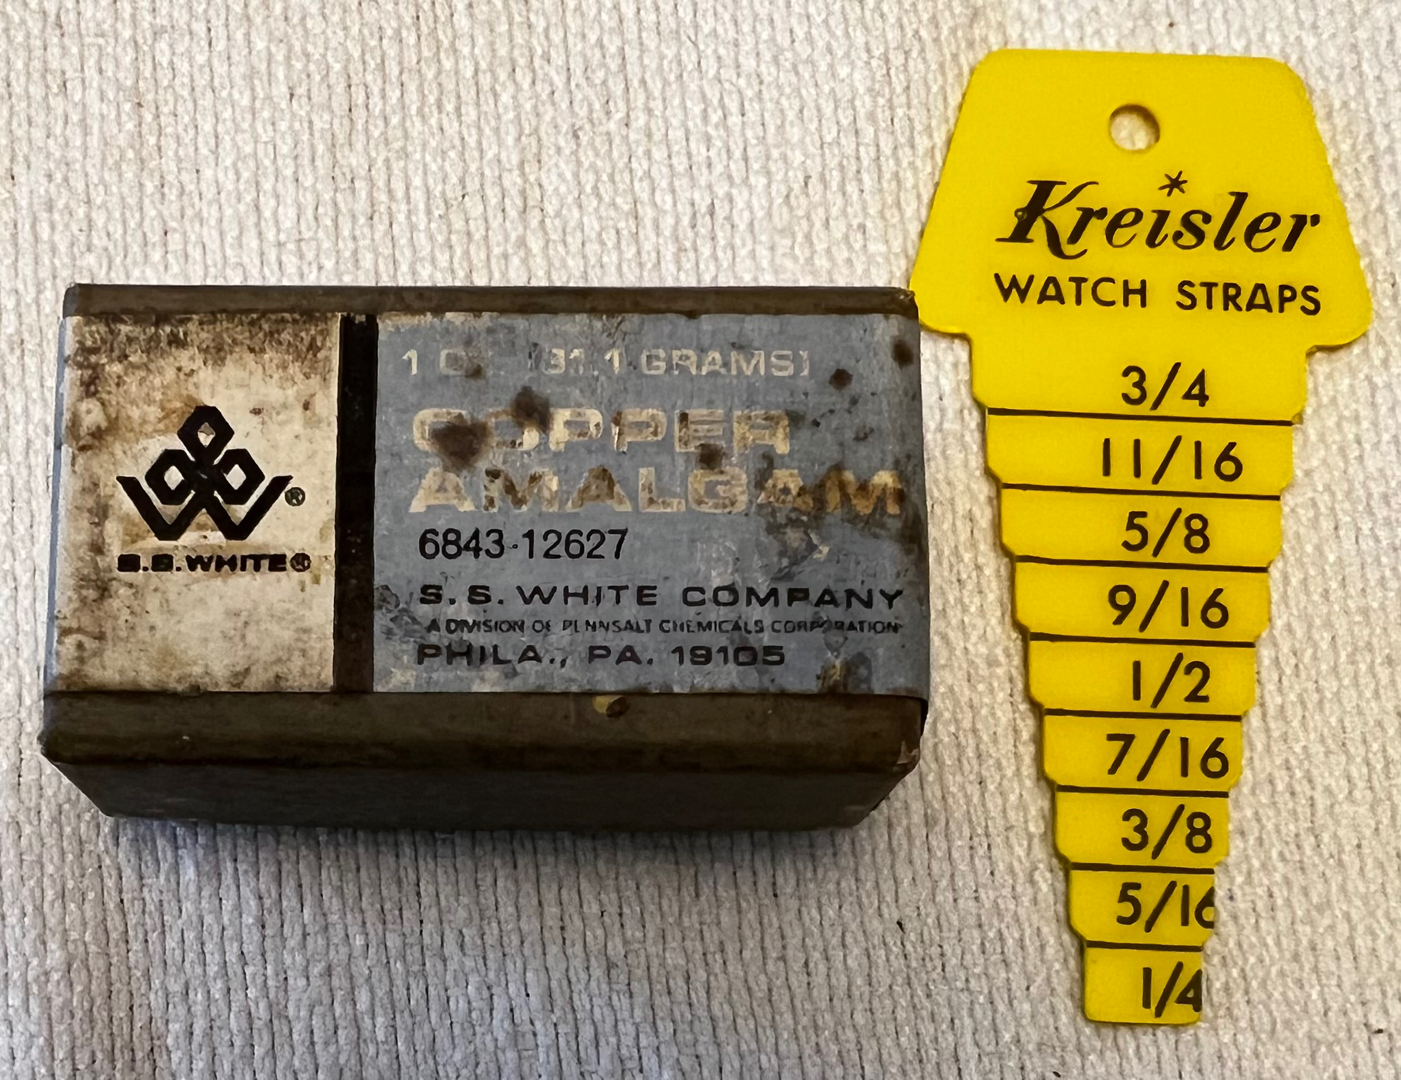 S.S.WHITE®
®
1 OZ. (31.1 GRAMS)
COPPER
AMALGAM
6843-12627
S. S. WHITE COMPANY
A DIVISION OF PENNSALT CHEMICALS CORPORATION
PHILA., PA. 19105
Kreisler
WATCH STRAPS
3/4
11/16
5/8
9/16
1/2
7/16
3/8
5/16
1/4